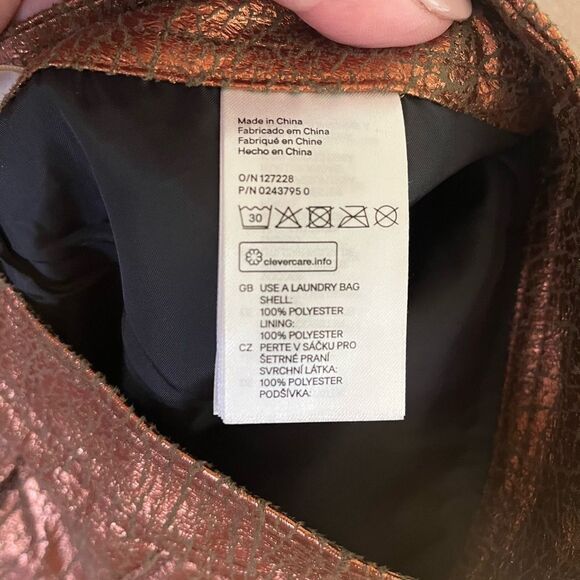 Made in China
Fabricado em China
Fabriqué en Chine
Hecho en China
O/N 127228
P/N 0243795 0
30
clevercare.info
GB USE A LAUNDRY BAG
SHELL:
100% POLYESTER
LINING:
100% POLYESTER
CZ PERTE V SÁČKU PRO
ŠETRNÉ PRANÍ
SVRCHNÍ LÁTKA:
100% POLYESTER
PODŠÍVKA: